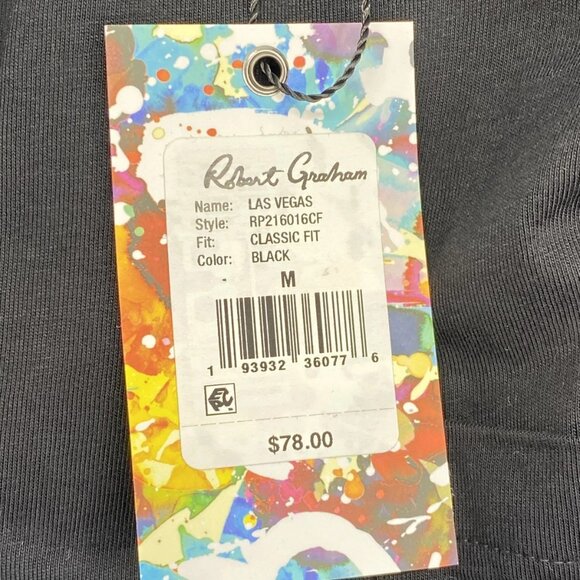 Robert Graham
Name: LAS VEGAS
Style: RP216016CF
Fit: CLASSIC FIT
Color: BLACK
M
1 93932 36077 6
$78.00